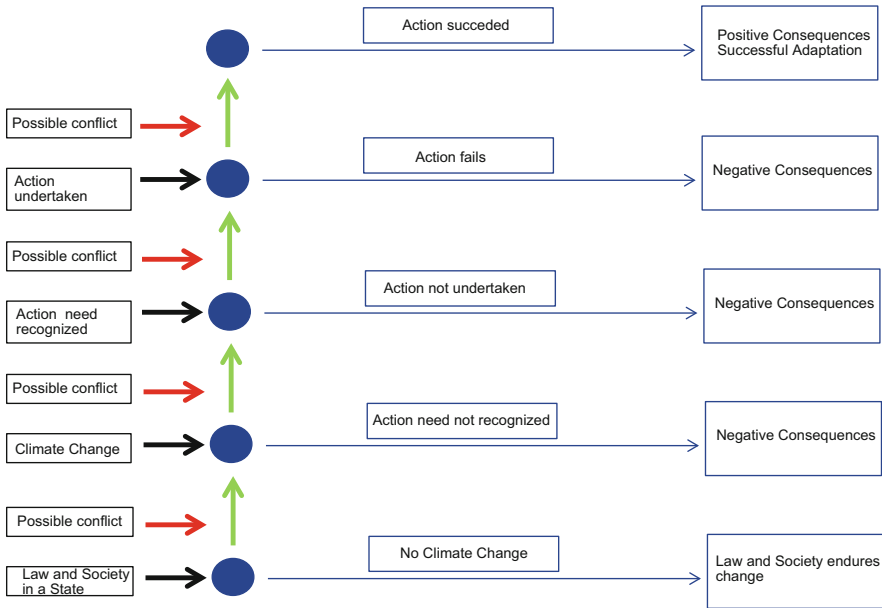 Action succeded
Positive Consequences
Successful Adaptation
Possible conflict
Action fails
Negative Consequences
Action
undertaken
Possible conflict
Action not undertaken
Negative Consequences
Action need
recognized
Possible conflict
Action need not recognized
Negative Consequences
Climate Change
Possible conflict
No Climate Change
Law and Society endures
change
Law and Society
in a State